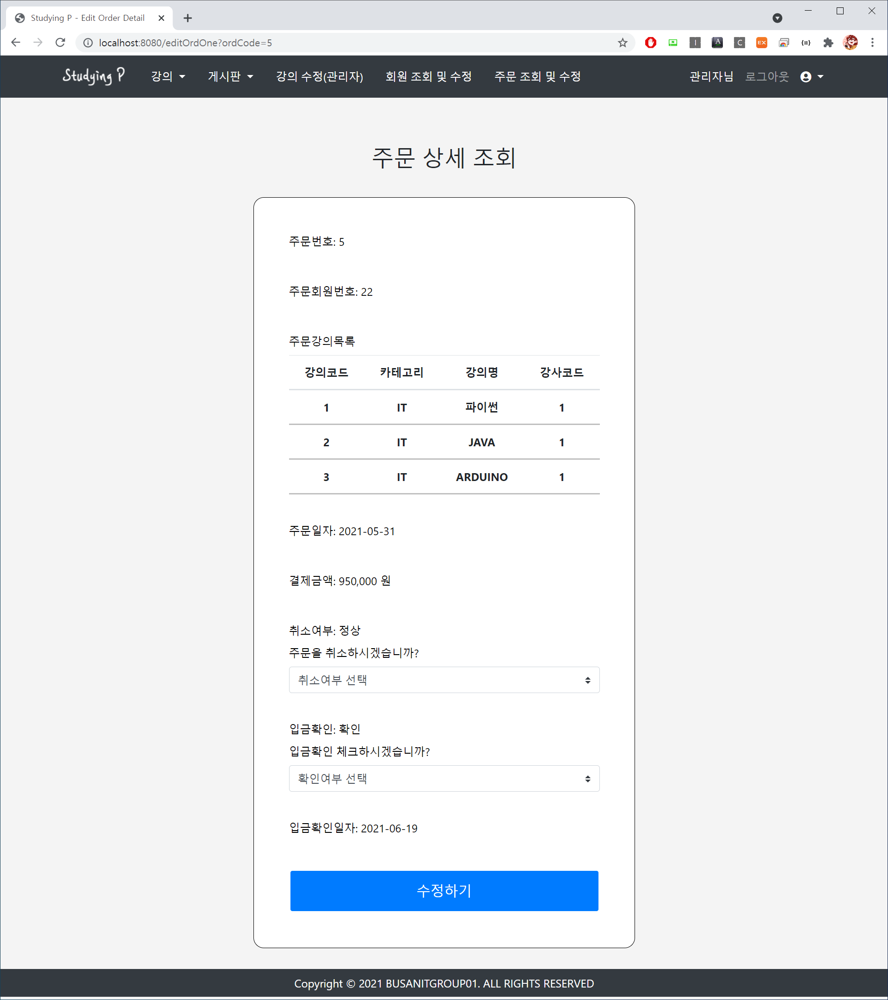 Studying P - Edit Order Detail
localhost:8080/editOrdOne?ordCode=5
I A C EX
Studying P 강의 게시판 강의 수정(관리자) 회원 조회 및 수정 주문 조회 및 수정 관리자님 로그아웃
주문 상세 조회
주문번호: 5
주문회원번호: 22
주문강의목록
강의코드 카테고리 강의명 강사코드
1 IT 파이썬 1
2 IT JAVA 1
3 IT ARDUINO 1
주문일자: 2021-05-31
결제금액: 950,000 원
취소여부: 정상
주문을 취소하시겠습니까?
취소여부 선택
입금확인: 확인
입금확인 체크하시겠습니까?
확인여부 선택
입금확인일자: 2021-06-19
수정하기
Copyright © 2021 BUSANITGROUP01. ALL RIGHTS RESERVED